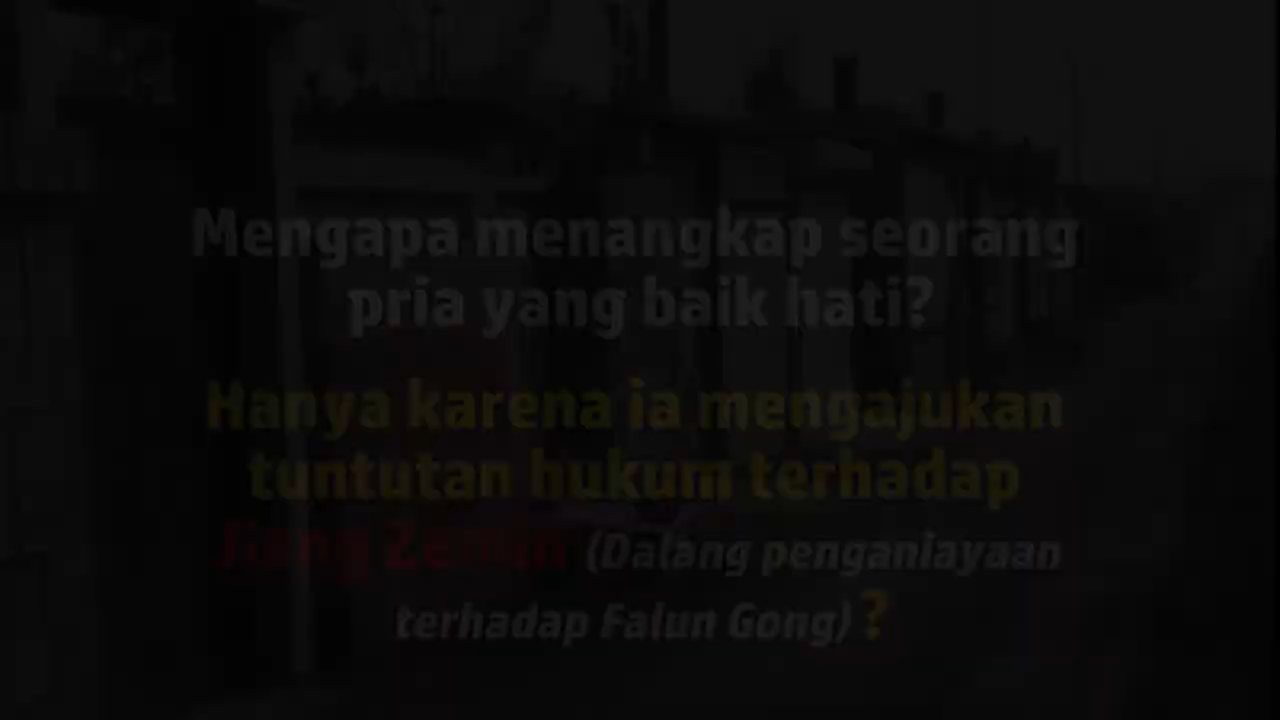 Mengapa menangkap seorang
pria yang baik hati?
Hanya karena ia mengajukan
tuntutan hukum terhadap
Jiang Zemin (Dalang penganiayaan
terhadap Falun Gong) ?